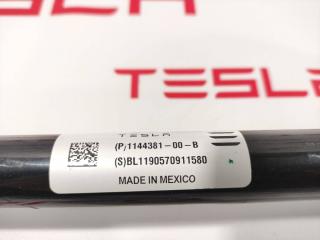 TESLA
TESLA
(P)1144381-00-B
(S)BL1190570911580
MADE IN MEXICO